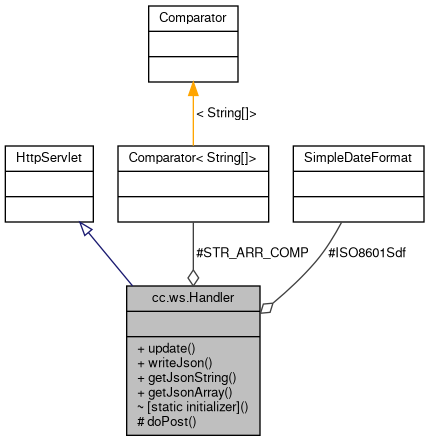 Comparator
< String[]>
HttpServlet
Comparator< String[]>
SimpleDateFormat
#STR_ARR_COMP
#ISO8601Sdf
cc.ws.Handler
+ update()
+ writeJson()
+ getJsonString()
+ getJsonArray()
~ [static initializer]()
# doPost()